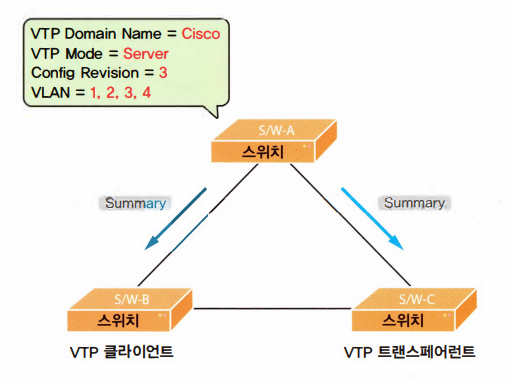 VTP Domain Name = Cisco
VTP Mode = Server
Config Revision = 3
VLAN = 1, 2, 3, 4
S/W-A
스위치
Summary
Summary
S/W-B
스위치
S/W-C
스위치
VTP 클라이언트
VTP 트랜스페어런트